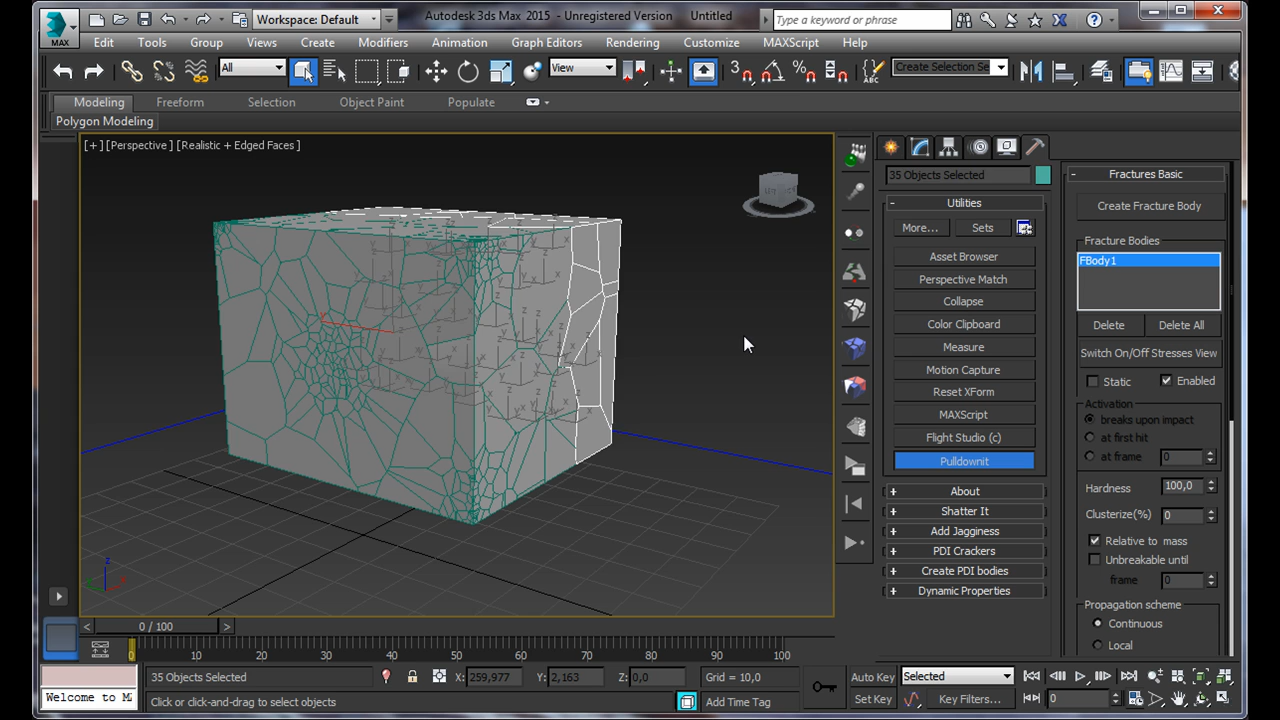 Workspace: Default
Autodesk 3ds Max 2015 - Unregistered Version Untitled
Type a keyword or phrase
MAX
Edit Tools Group Views Create Modifiers Animation Graph Editors Rendering Customize MAXScript Help
All
View
3
Create Selection Se
ABC
Modeling Freeform Selection Object Paint Populate
Polygon Modeling
[+] [Perspective ] [Realistic + Edged Faces ]
35 Objects Selected
Utilities
More... Sets
Asset Browser
Perspective Match
Collapse
Color Clipboard
Measure
Motion Capture
Reset XForm
MAXScript
Flight Studio (c)
Pulldownit
+ About
+ Shatter It
+ Add Jagginess
+ PDI Crackers
+ Create PDI bodies
+ Dynamic Properties
- Fractures Basic
Create Fracture Body
Fracture Bodies
FBody1
Delete Delete All
Switch On/Off Stresses View
Static Enabled
Activation
breaks upon impact
at first hit
at frame 0
Hardness 100,0
Clusterize(%) 0
Relative to mass
Unbreakable until
frame 0
Propagation scheme
Continuous
Local
< 0 / 100 >
0 10 20 30 40 50 60 70 80 90 100
35 Objects Selected X: 259,977 Y: 2,163 Z: 0,0 Grid = 10,0 Auto Key Selected
Welcome to M
Click or click-and-drag to select objects Add Time Tag Set Key Key Filters... 0